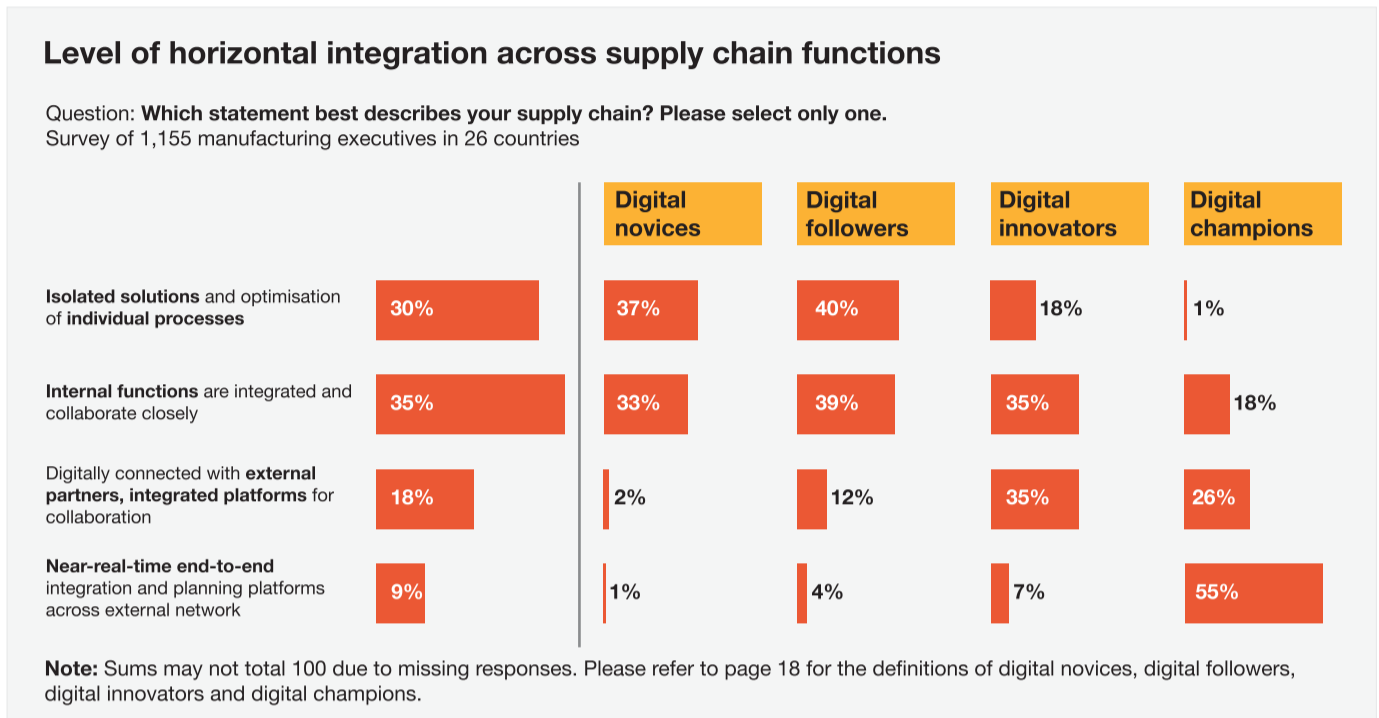 Level of horizontal integration across supply chain functions
Question: Which statement best describes your supply chain? Please select only one.
Survey of 1,155 manufacturing executives in 26 countries
Digital
novices
Digital
followers
Digital
innovators
Digital
champions
Isolated solutions and optimisation
of individual processes
30%
37%
40%
18%
1%
Internal functions are integrated and
collaborate closely
35%
33%
39%
35%
18%
Digitally connected with external
partners, integrated platforms for
collaboration
18%
2%
12%
35%
26%
Near-real-time end-to-end
integration and planning platforms
across external network
9%
1%
4%
7%
55%
Note: Sums may not total 100 due to missing responses. Please refer to page 18 for the definitions of digital novices, digital followers,
digital innovators and digital champions.